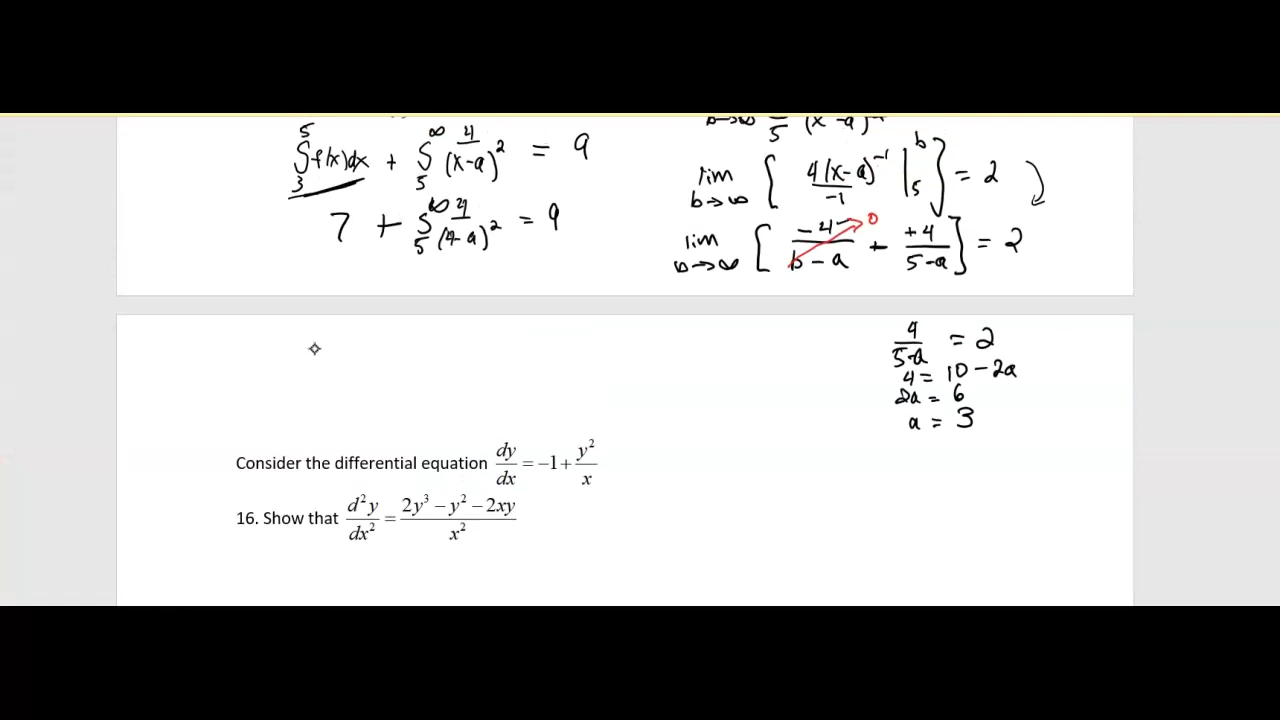 ∫₃⁵ f(x)dx + ∫₅^∞ 4/(x-a)² = 9
7 + ∫₅^∞ 4/(4-a)² = 9
b→∞ 5 (x-a)
lim b→∞ [ 4(x-a)⁻¹/-1 |₅ᵇ ] = 2
lim b→∞ [ -4/(b-a) + +4/(5-a) ] = 2
0
4/(5-a) = 2
4 = 10 - 2a
2a = 6
a = 3
Consider the differential equation dy/dx = -1 + y²/x
16. Show that d²y/dx² = (2y³ - y² - 2xy)/x²